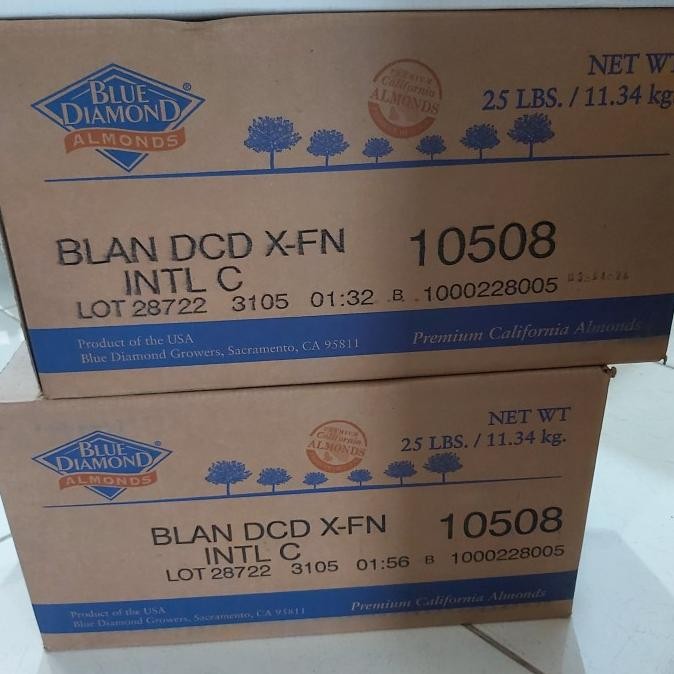 BLUE
DIAMOND®
ALMONDS
PREMIUM
California
ALMONDS
NET WT
25 LBS. / 11.34 kg
BLAN DCD X-FN 10508
INTL C
LOT 28722 3105 01:32 B 1000228005
Product of the USA
Blue Diamond Growers, Sacramento, CA 95811
Premium California Almonds
BLUE
DIAMOND®
ALMONDS
PREMIUM
California
ALMONDS
NET WT
25 LBS. / 11.34 kg.
BLAN DCD X-FN 10508
INTL C
LOT 28722 3105 01:56 B 1000228005
Product of the USA
Blue Diamond Growers, Sacramento, CA 95811
Premium California Almonds